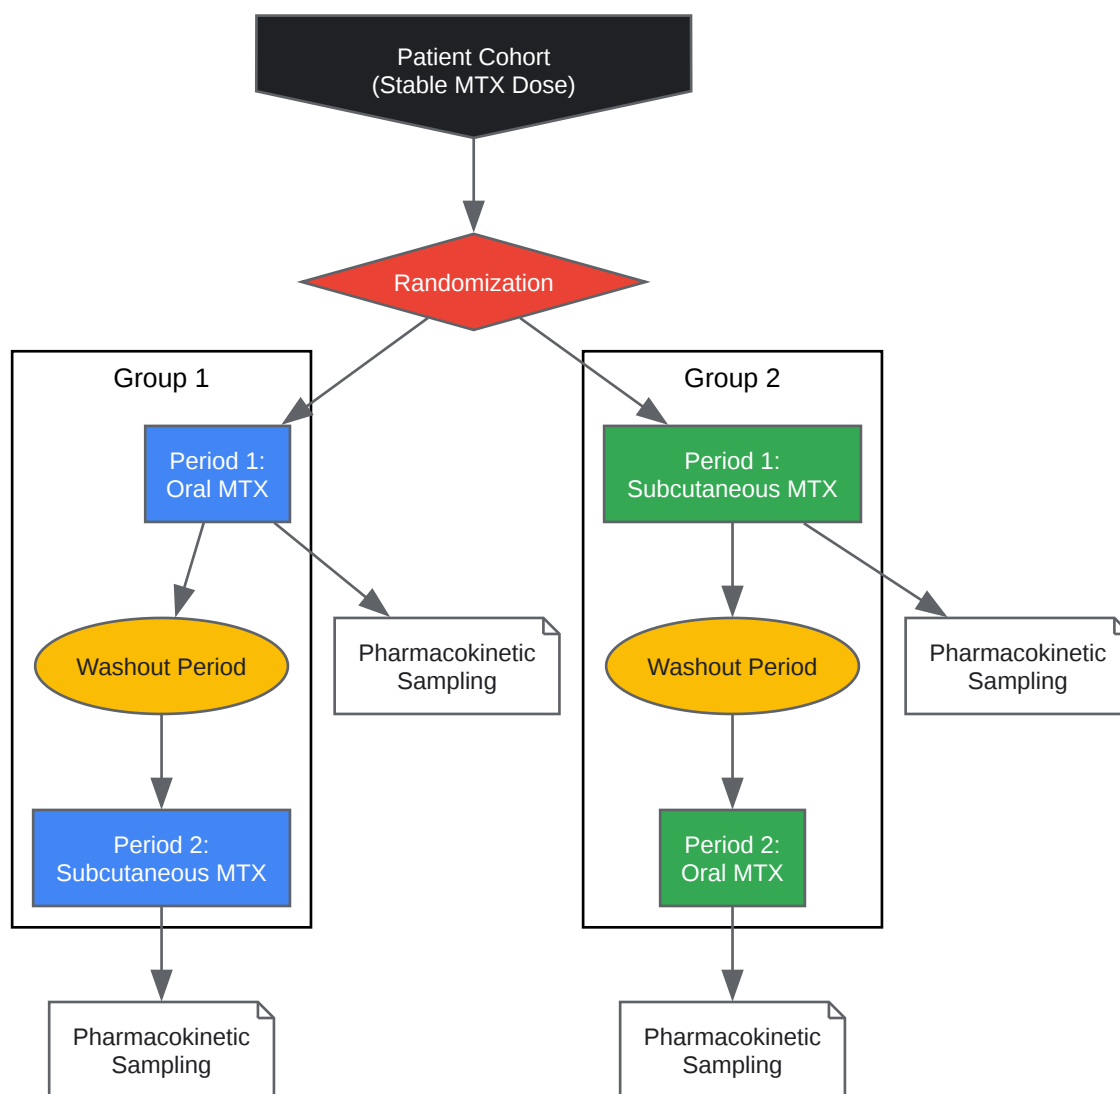 Patient Cohort
(Stable MTX Dose)
Randomization
Group 1
Period 1:
Oral MTX
Washout Period
Pharmacokinetic
Sampling
Period 2:
Subcutaneous MTX
Pharmacokinetic
Sampling
Group 2
Period 1:
Subcutaneous MTX
Washout Period
Pharmacokinetic
Sampling
Period 2:
Oral MTX
Pharmacokinetic
Sampling